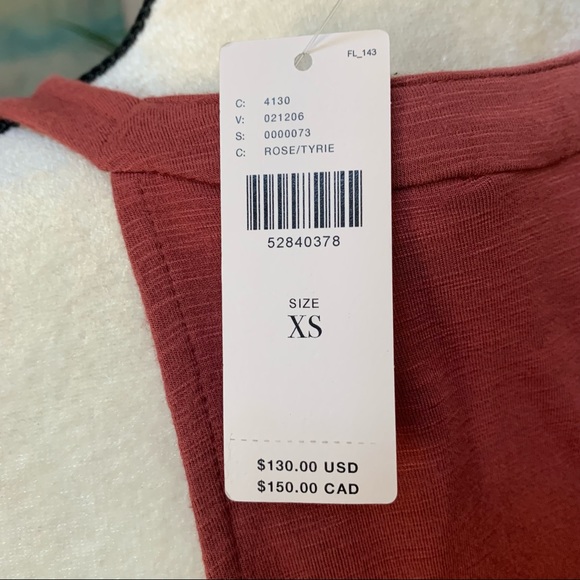 FL_143
C: 4130
V: 021206
S: 0000073
C: ROSE/TYRIE
52840378
SIZE
XS
$130.00 USD
$150.00 CAD